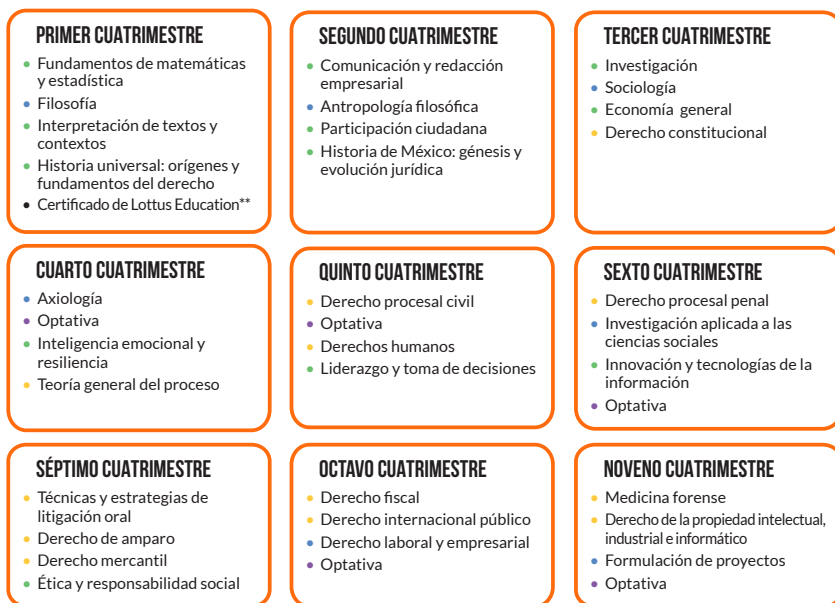 PRIMER CUATRIMESTRE
• Fundamentos de matemáticas
y estadística
• Filosofía
• Interpretación de textos y
contextos
• Historia universal: orígenes y
fundamentos del derecho
• Certificado de Lottus Education**
SEGUNDO CUATRIMESTRE
• Comunicación y redacción
empresarial
• Antropología filosófica
• Participación ciudadana
• Historia de México: génesis y
evolución jurídica
TERCER CUATRIMESTRE
• Investigación
• Sociología
• Economía general
• Derecho constitucional
CUARTO CUATRIMESTRE
• Axiología
• Optativa
• Inteligencia emocional y
resiliencia
• Teoría general del proceso
QUINTO CUATRIMESTRE
• Derecho procesal civil
• Optativa
• Derechos humanos
• Liderazgo y toma de decisiones
SEXTO CUATRIMESTRE
• Derecho procesal penal
• Investigación aplicada a las
ciencias sociales
• Innovación y tecnologías de la
información
• Optativa
SÉPTIMO CUATRIMESTRE
• Técnicas y estrategias de
litigación oral
• Derecho de amparo
• Derecho mercantil
• Ética y responsabilidad social
OCTAVO CUATRIMESTRE
• Derecho fiscal
• Derecho internacional público
• Derecho laboral y empresarial
• Optativa
NOVENO CUATRIMESTRE
• Medicina forense
• Derecho de la propiedad intelectual,
industrial e informático
• Formulación de proyectos
• Optativa